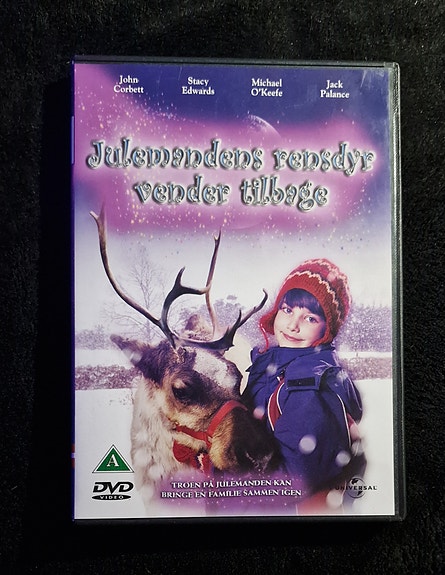 John Corbett
Stacy Edwards
Michael O'Keefe
Jack Palance
Julemandens rensdyr
vender tilbage
A
DVD
VIDEO
TROEN PÅ JULEMANDEN KAN
BRINGE EN FAMILIE SAMMEN IGEN
UNIVERSAL